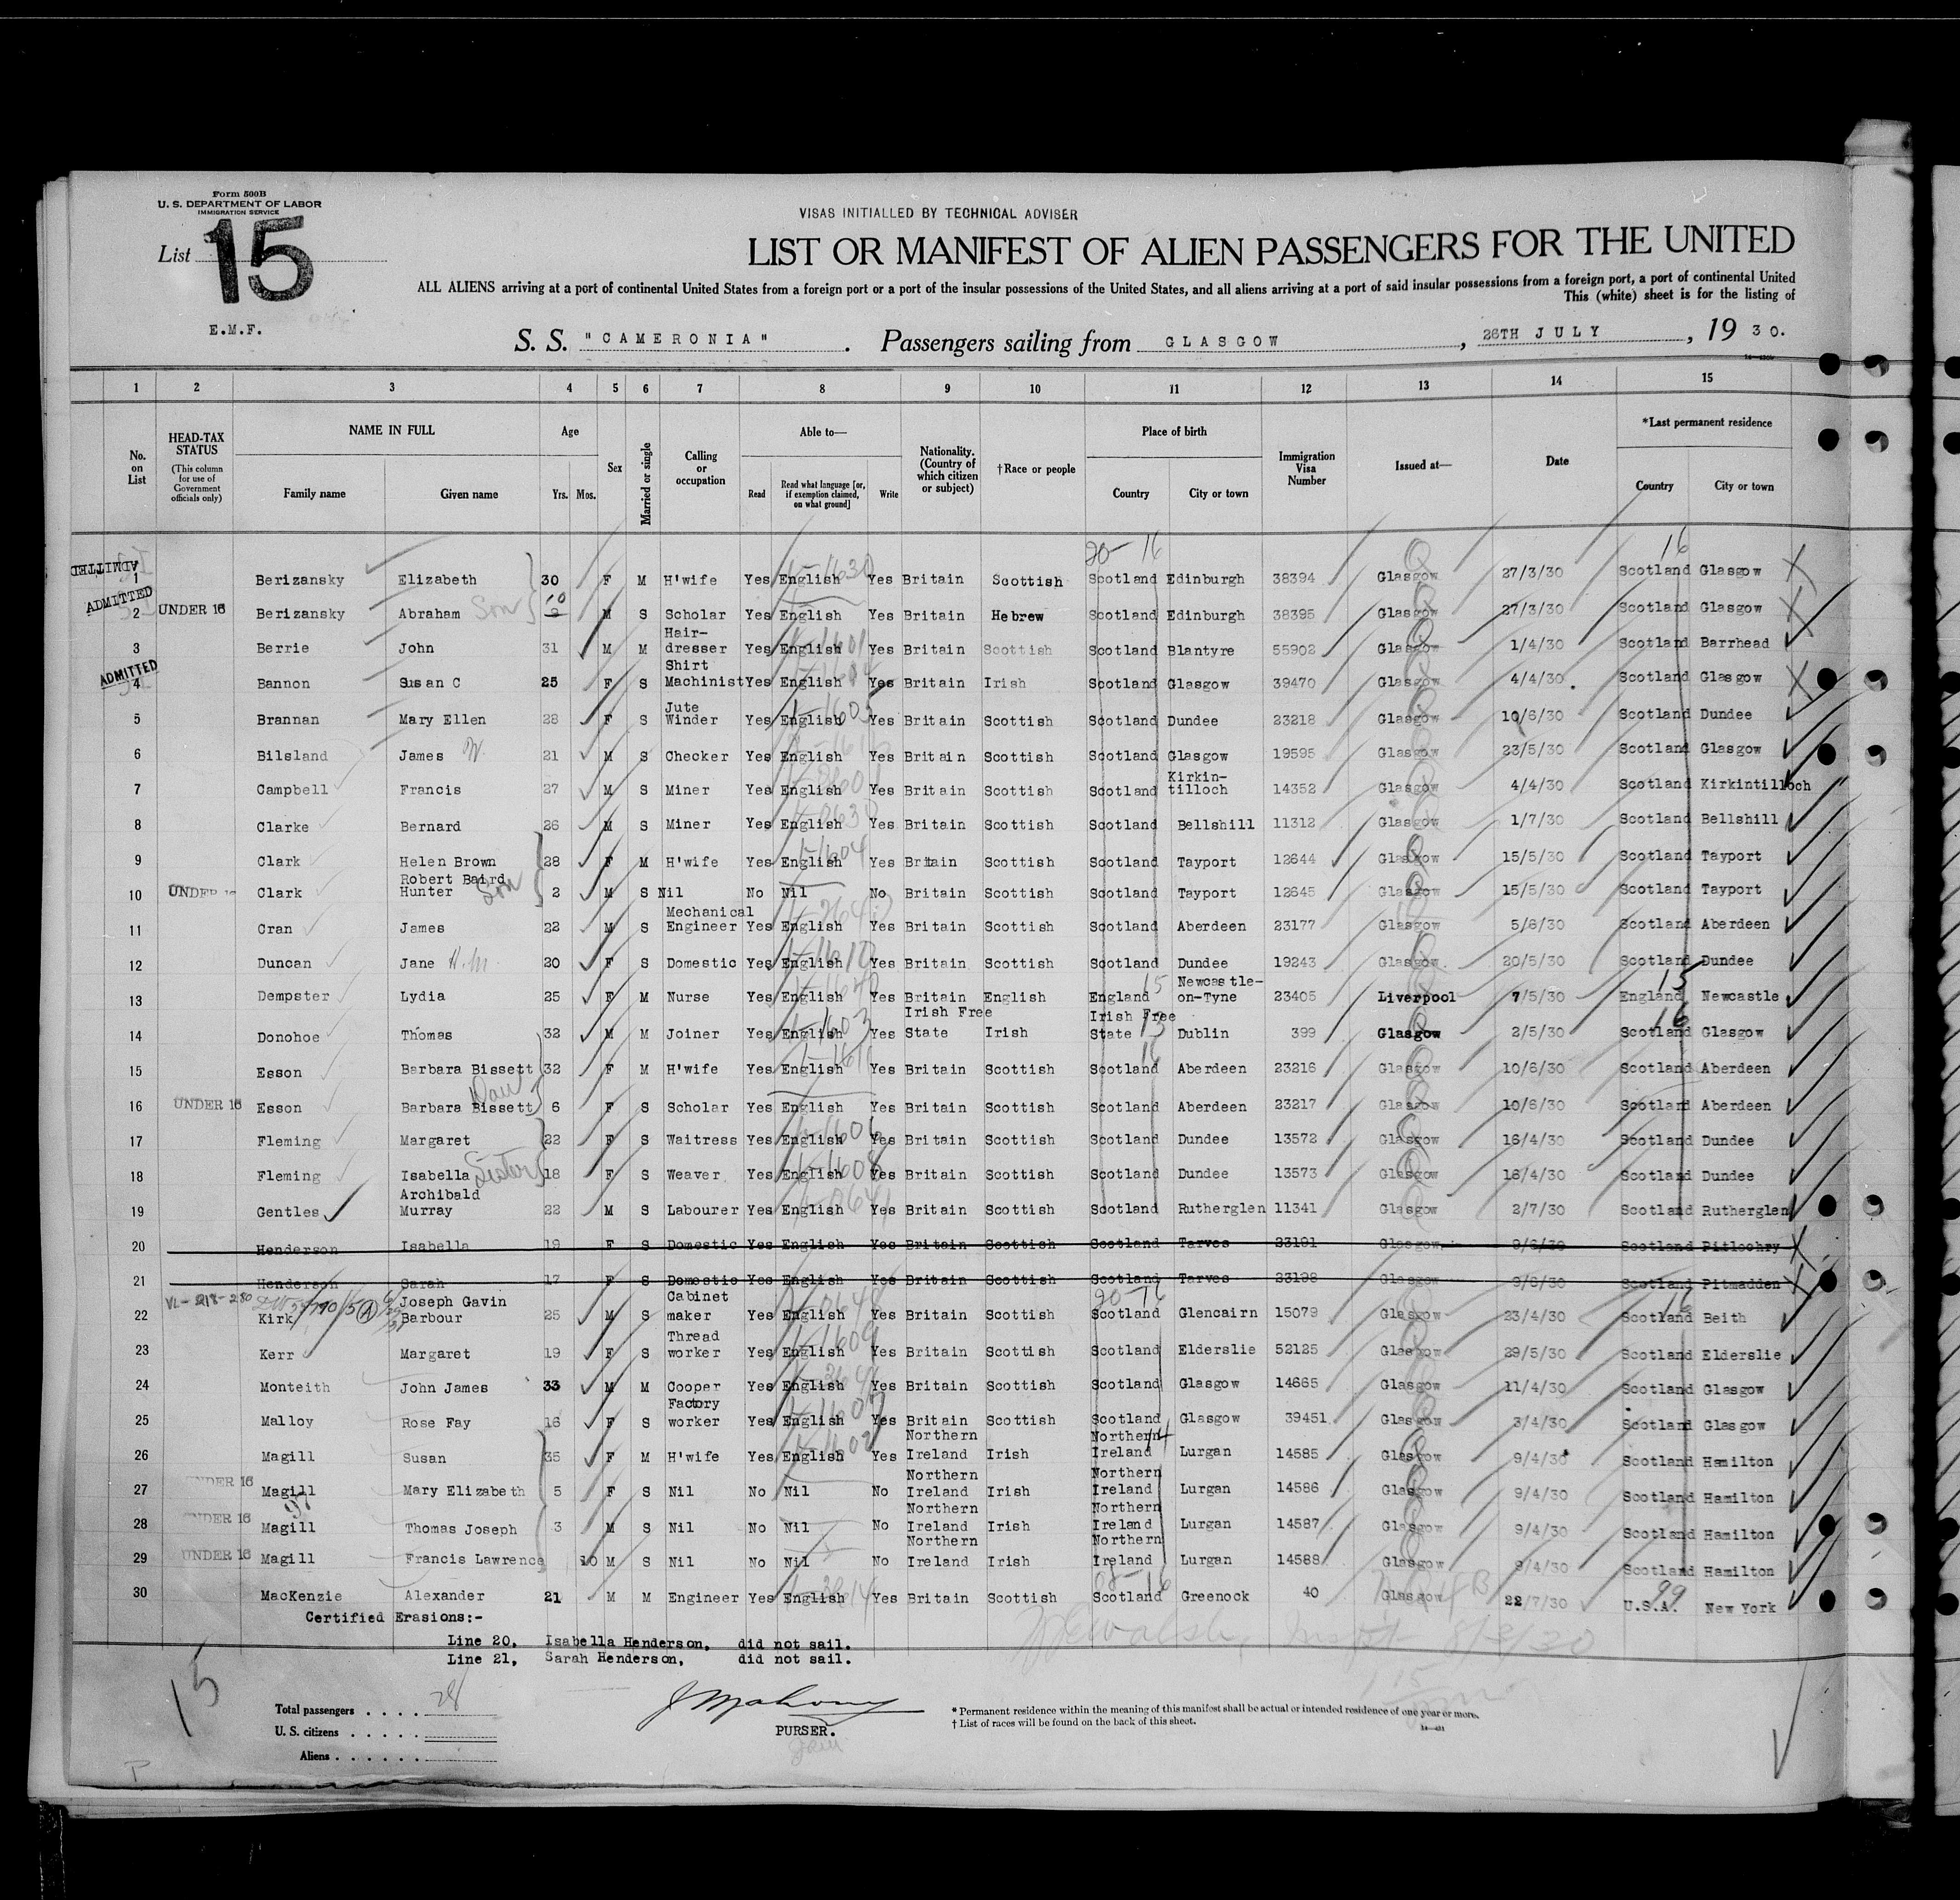 Form 500B
U. S. DEPARTMENT OF LABOR
IMMIGRATION SERVICE
List 15
E.M.F.
VISAS INITIALLED BY TECHNICAL ADVISER
LIST OR MANIFEST OF ALIEN PASSENGERS FOR THE UNITED
ALL ALIENS arriving at a port of continental United States from a foreign port or a port of the insular possessions of the United States, and all aliens arriving at a port of said insular possessions from a foreign port, a port of continental United
This (white) sheet is for the listing of
S. S. "CAMERONIA". Passengers sailing from GLASGOW, 26TH JULY, 1930.
1 2 3 4 5 6 7 8 9 10 11 12 13 14 15
No. on List
HEAD-TAX STATUS (This column for use of Government officials only)
NAME IN FULL Family name Given name
Age Yrs. Mos.
Sex
Married or single
Calling or occupation
Able to— Read Read what language [or, if exemption claimed, on what ground] Write
Nationality. (Country of which citizen or subject)
†Race or people
Place of birth Country City or town
Immigration Visa Number
Issued at—
Date
*Last permanent residence Country City or town
20- 16 16
ADMITTED 1 Berizansky Elizabeth 30 F M H'wife Yes English Yes Britain Scottish Scotland Edinburgh 38394 Glasgow 27/3/30 Scotland Glasgow
ADMITTED 2 UNDER 16 Berizansky Abraham Son 10 M S Scholar Yes English Yes Britain Hebrew Scotland Edinburgh 38395 Glasgow 27/3/30 Scotland Glasgow
3 Berrie John 31 M M Hair-dresser Yes English Yes Britain Scottish Scotland Blantyre 55902 Glasgow 1/4/30 Scotland Barrhead
ADMITTED 4 Bannon Susan C 25 F S Shirt Machinist Yes English Yes Britain Irish Scotland Glasgow 39470 Glasgow 4/4/30 Scotland Glasgow
5 Brannan Mary Ellen 28 F S Jute Winder Yes English Yes Britain Scottish Scotland Dundee 23218 Glasgow 10/6/30 Scotland Dundee
6 Bilsland James W. 21 M S Checker Yes English Yes Britain Scottish Scotland Glasgow 19595 Glasgow 23/5/30 Scotland Glasgow
7 Campbell Francis 27 M S Miner Yes English Yes Britain Scottish Scotland Kirkin-tilloch 14352 Glasgow 4/4/30 Scotland Kirkintilloch
8 Clarke Bernard 26 M S Miner Yes English Yes Britain Scottish Scotland Bellshill 11312 Glasgow 1/7/30 Scotland Bellshill
9 Clark Helen Brown 28 F M H'wife Yes English Yes Britain Scottish Scotland Tayport 12644 Glasgow 15/5/30 Scotland Tayport
10 UNDER 16 Clark Robert Baird Hunter Son 2 M S Nil No Nil No Britain Scottish Scotland Tayport 12645 Glasgow 15/5/30 Scotland Tayport
11 Cran James 22 M S Mechanical Engineer Yes English Yes Britain Scottish Scotland Aberdeen 23177 Glasgow 5/6/30 Scotland Aberdeen
12 Duncan Jane H.M. 20 F S Domestic Yes English Yes Britain Scottish Scotland Dundee 19243 Glasgow 20/5/30 Scotland Dundee
13 Dempster Lydia 25 F M Nurse Yes English Yes Britain English England 15 Newcastle-on-Tyne 23405 Liverpool 7/5/30 England 15 Newcastle
14 Donohoe Thomas 32 M M Joiner Yes English Yes Irish Free State Irish Irish Free State 13 Dublin 399 Glasgow 2/5/30 Scotland 16 Glasgow
15 Esson Barbara Bissett 32 F M H'wife Yes English Yes Britain Scottish Scotland 16 Aberdeen 23216 Glasgow 10/6/30 Scotland Aberdeen
16 UNDER 16 Esson Barbara Bissett Dau 6 F S Scholar Yes English Yes Britain Scottish Scotland Aberdeen 23217 Glasgow 10/6/30 Scotland Aberdeen
17 Fleming Margaret 22 F S Waitress Yes English Yes Britain Scottish Scotland Dundee 13572 Glasgow 16/4/30 Scotland Dundee
18 Fleming Isabella Sister 18 F S Weaver Yes English Yes Britain Scottish Scotland Dundee 13573 Glasgow 16/4/30 Scotland Dundee
19 Gentles Archibald Murray 22 M S Labourer Yes English Yes Britain Scottish Scotland Rutherglen 11341 Glasgow 2/7/30 Scotland Rutherglen
20 Henderson Isabella 19 F S Domestic Yes English Yes Britain Scottish Scotland Tarves 23191 Glasgow 9/6/30 Scotland Pitlochry
21 Henderson Sarah 17 F S Domestic Yes English Yes Britain Scottish Scotland Tarves 23198 Glasgow 9/6/30 Scotland Pitmadden
22 Kirk Joseph Gavin Barbour 25 M S Cabinet maker Yes English Yes Britain Scottish Scotland 20-16 Glencairn 15079 Glasgow 23/4/30 Scotland 16 Beith
23 Kerr Margaret 19 F S Thread worker Yes English Yes Britain Scottish Scotland Elderslie 52125 Glasgow 29/5/30 Scotland Elderslie
24 Monteith John James 33 M M Cooper Yes English Yes Britain Scottish Scotland Glasgow 14665 Glasgow 11/4/30 Scotland Glasgow
25 Malloy Rose Fay 16 F S Factory worker Yes English Yes Britain Scottish Scotland Glasgow 39451 Glasgow 3/4/30 Scotland Glasgow
26 Magill Susan 35 F M H'wife Yes English Yes Northern Ireland Irish Northern Ireland 14 Lurgan 14585 Glasgow 9/4/30 Scotland Hamilton
27 UNDER 16 Magill Mary Elizabeth 5 F S Nil No Nil No Northern Ireland Irish Northern Ireland Lurgan 14586 Glasgow 9/4/30 Scotland Hamilton
28 UNDER 16 Magill Thomas Joseph 3 M S Nil No Nil No Northern Ireland Irish Northern Ireland Lurgan 14587 Glasgow 9/4/30 Scotland Hamilton
29 UNDER 16 Magill Francis Lawrence 10 M S Nil No Nil No Northern Ireland Irish Northern Ireland Lurgan 14588 Glasgow 9/4/30 Scotland Hamilton
30 MacKenzie Alexander 21 M M Engineer Yes English Yes Britain Scottish Scotland Greenock 40 Glasgow 22/7/30 U.S.A. 99 New York
Certified Erasions:-
Line 20, Isabella Henderson, did not sail.
Line 21, Sarah Henderson, did not sail.
15
Total passengers . . . . 28
U. S. citizens . . . . . .
Aliens . . . . . .
J Mahony
PURSER.
* Permanent residence within the meaning of this manifest shall be actual or intended residence of one year or more.
† List of races will be found on the back of this sheet.